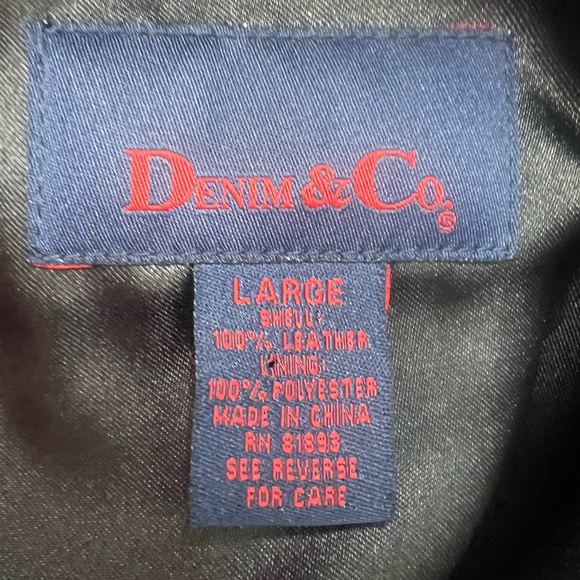 DENIM & CO.®
LARGE
SHELL:
100% LEATHER
LINING:
100% POLYESTER
MADE IN CHINA
RN 81893
SEE REVERSE
FOR CARE